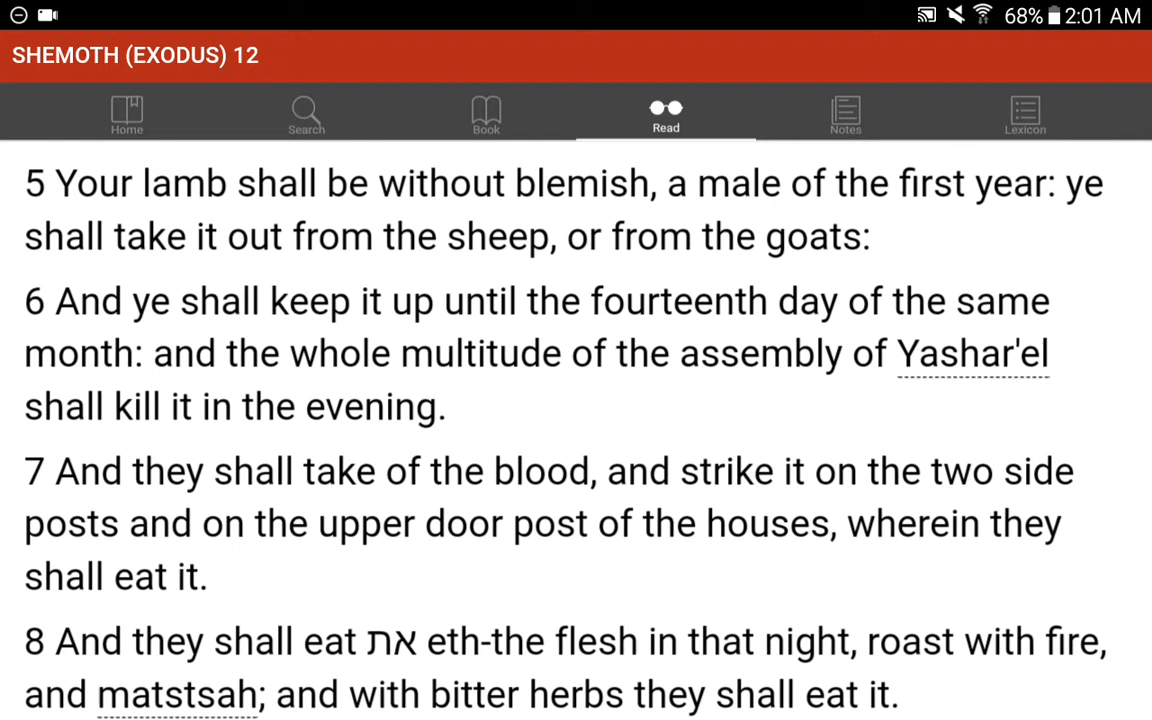 68% 2:01 AM
SHEMOTH (EXODUS) 12
Home Search Book Read Notes Lexicon
5 Your lamb shall be without blemish, a male of the first year: ye
shall take it out from the sheep, or from the goats:
6 And ye shall keep it up until the fourteenth day of the same
month: and the whole multitude of the assembly of Yashar'el
shall kill it in the evening.
7 And they shall take of the blood, and strike it on the two side
posts and on the upper door post of the houses, wherein they
shall eat it.
8 And they shall eat את eth-the flesh in that night, roast with fire,
and matstsah; and with bitter herbs they shall eat it.